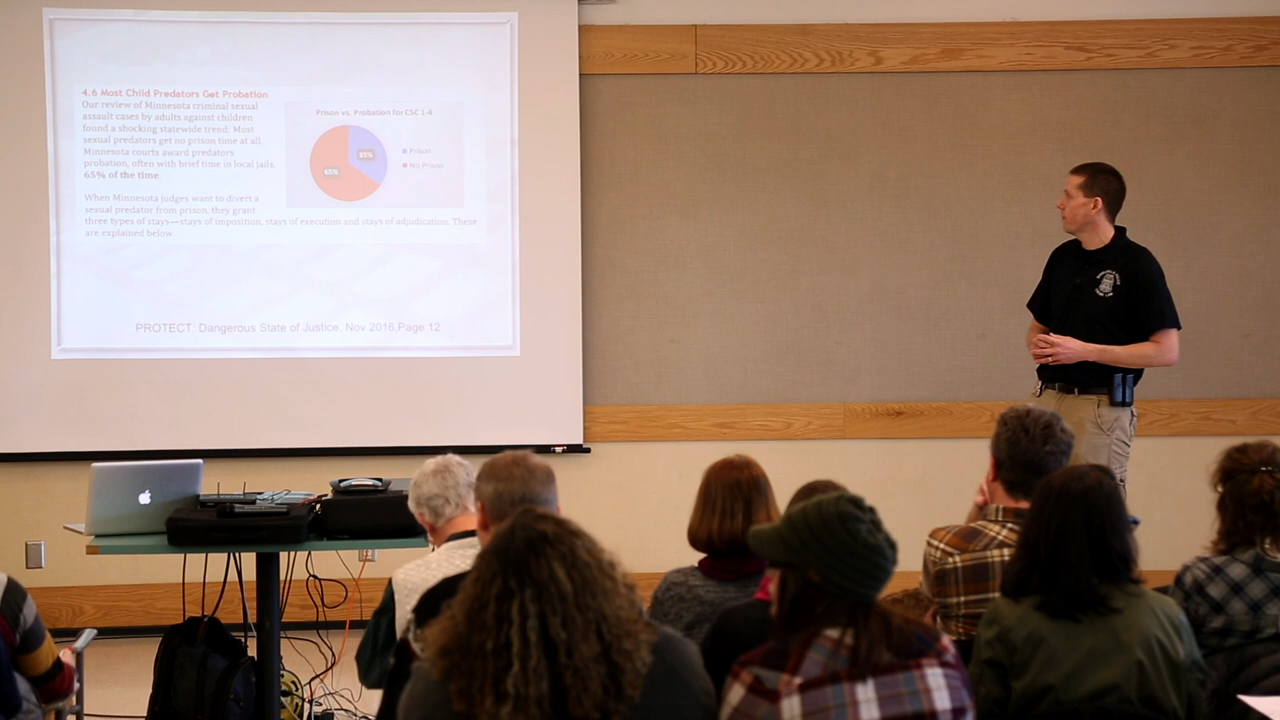 4.6 Most Child Predators Get Probation
Our review of Minnesota criminal sexual
assault cases by adults against children
found a shocking statewide trend: Most
sexual predators get no prison time at all.
Minnesota courts award predators
probation, often with brief time in local jails,
65% of the time.
When Minnesota judges want to divert a
sexual predator from prison, they grant
three types of stays—stays of imposition, stays of execution and stays of adjudication. These
are explained below
Prison vs. Probation for CSC 1-4
35%
65%
Prison
No Prison
PROTECT: Dangerous State of Justice, Nov 2016,Page 12